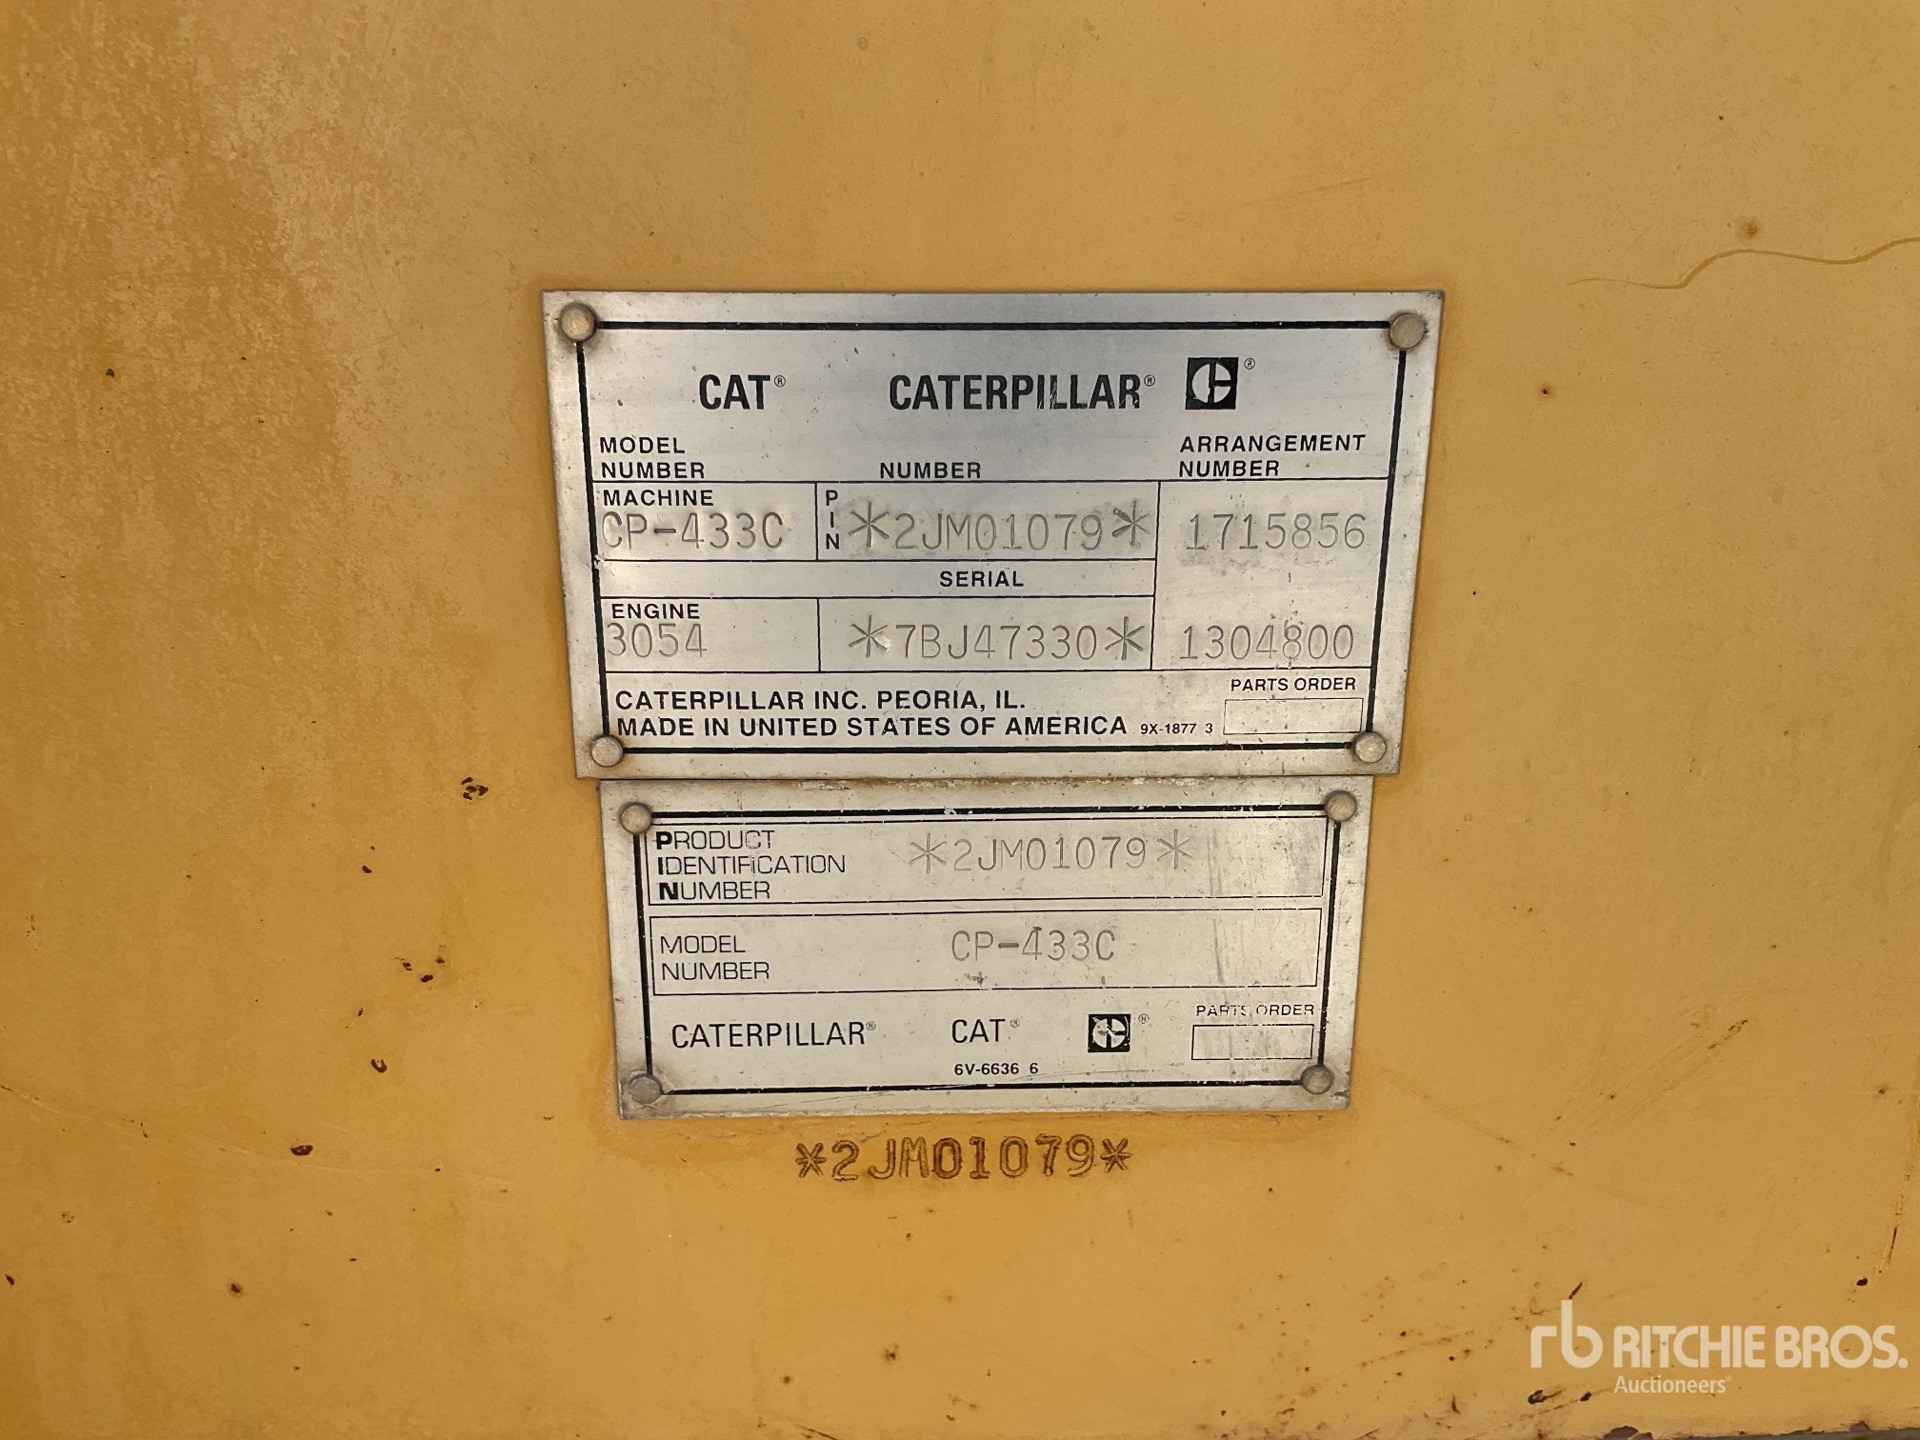 CAT® CATERPILLAR® ®
MODEL NUMBER NUMBER ARRANGEMENT NUMBER
MACHINE PIN
CP-433C *2JM01079* 1715856
SERIAL
ENGINE
3054 *7BJ47330* 1304800
CATERPILLAR INC. PEORIA, IL. PARTS ORDER
MADE IN UNITED STATES OF AMERICA 9X-1877 3
PRODUCT IDENTIFICATION NUMBER *2JM01079*
MODEL NUMBER CP-433C
CATERPILLAR® CAT® ® PARTS ORDER
6V-6636 6
*2JM01079*
rb RITCHIE BROS.
Auctioneers